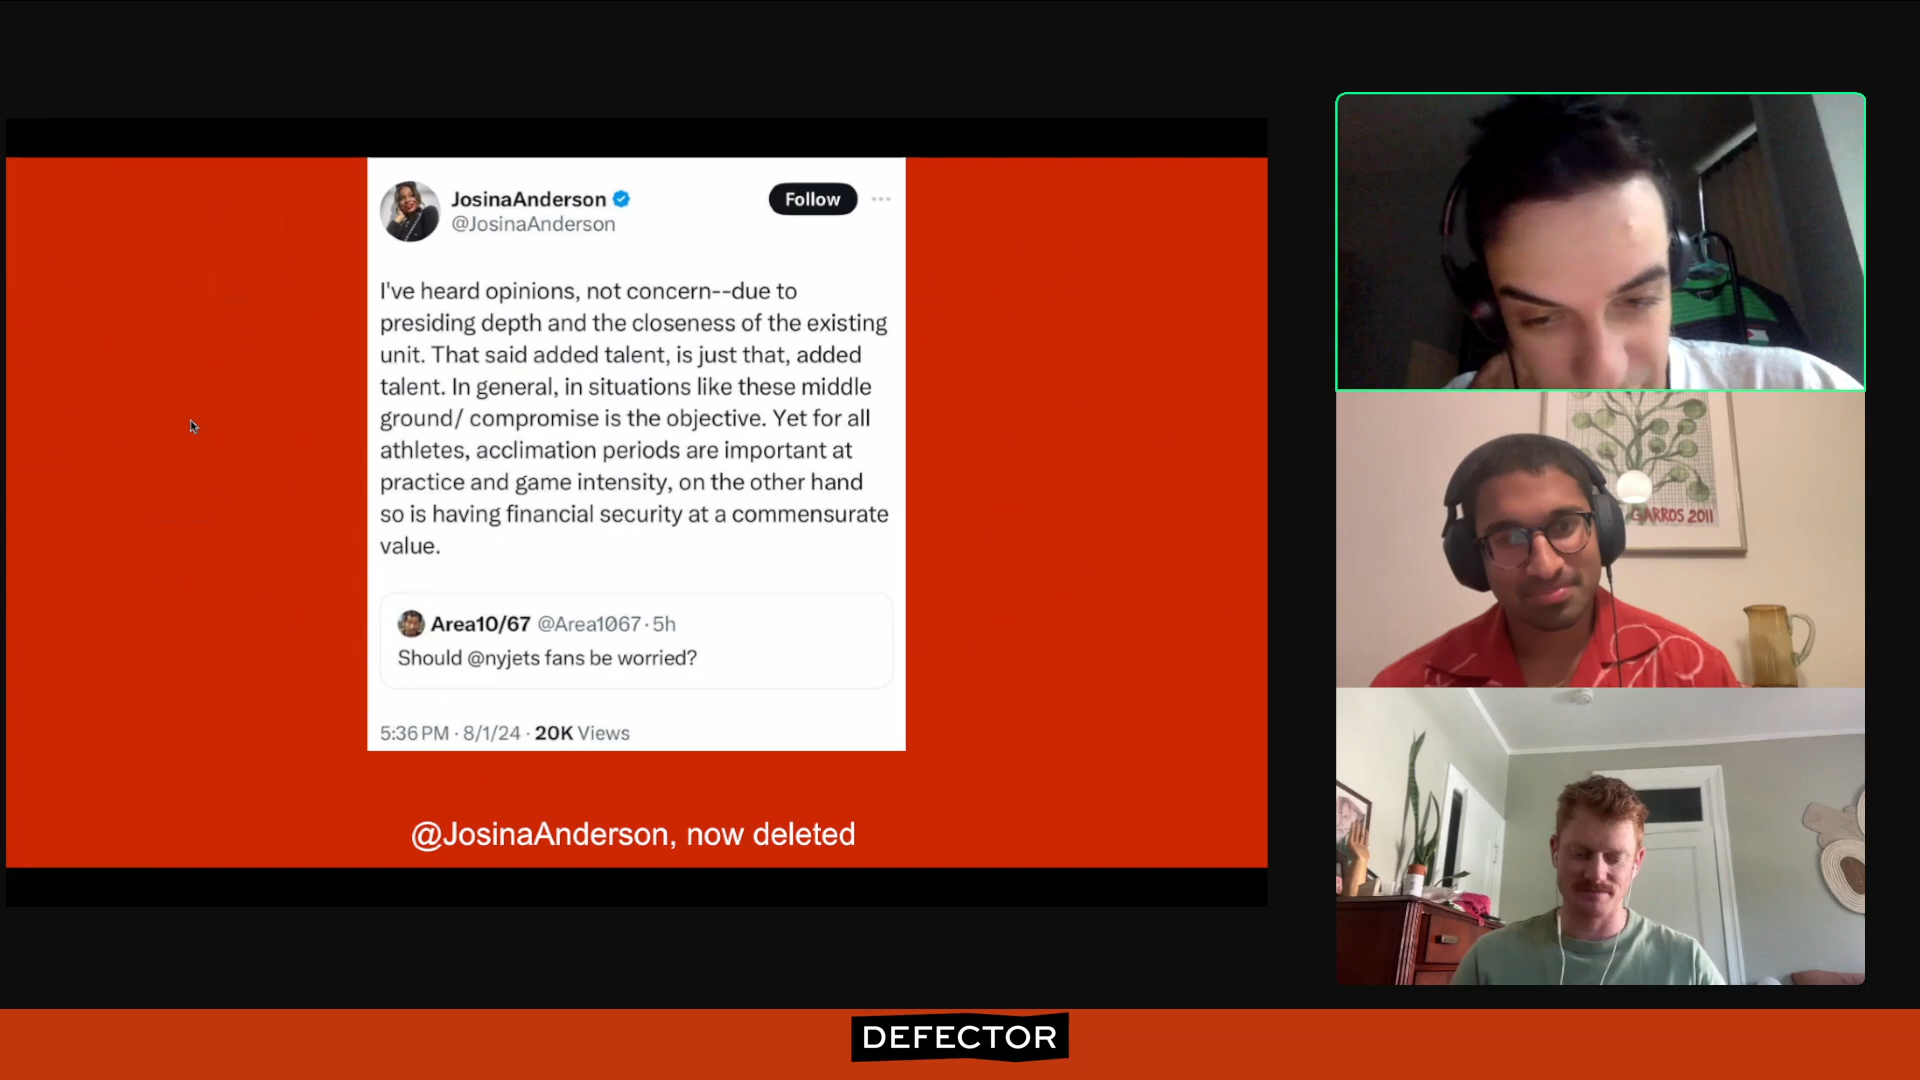 JosinaAnderson
@JosinaAnderson
Follow
I've heard opinions, not concern--due to
presiding depth and the closeness of the existing
unit. That said added talent, is just that, added
talent. In general, in situations like these middle
ground/ compromise is the objective. Yet for all
athletes, acclimation periods are important at
practice and game intensity, on the other hand
so is having financial security at a commensurate
value.
Area10/67 @Area1067·5h
Should @nyjets fans be worried?
5:36 PM · 8/1/24 · 20K Views
@JosinaAnderson, now deleted
GARROS 2011
DEFECTOR